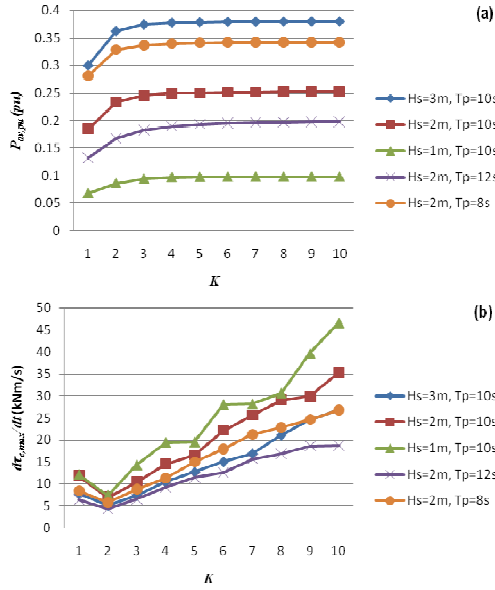 (a)
P_av,pu (pu)
0.4
0.35
0.3
0.25
0.2
0.15
0.1
0.05
0
1 2 3 4 5 6 7 8 9 10
K
Hs=3m, Tp=10s
Hs=2m, Tp=10s
Hs=1m, Tp=10s
Hs=2m, Tp=12s
Hs=2m, Tp=8s
(b)
dτ_e,max/dt (kNm/s)
50
45
40
35
30
25
20
15
10
5
0
1 2 3 4 5 6 7 8 9 10
K
Hs=3m, Tp=10s
Hs=2m, Tp=10s
Hs=1m, Tp=10s
Hs=2m, Tp=12s
Hs=2m, Tp=8s